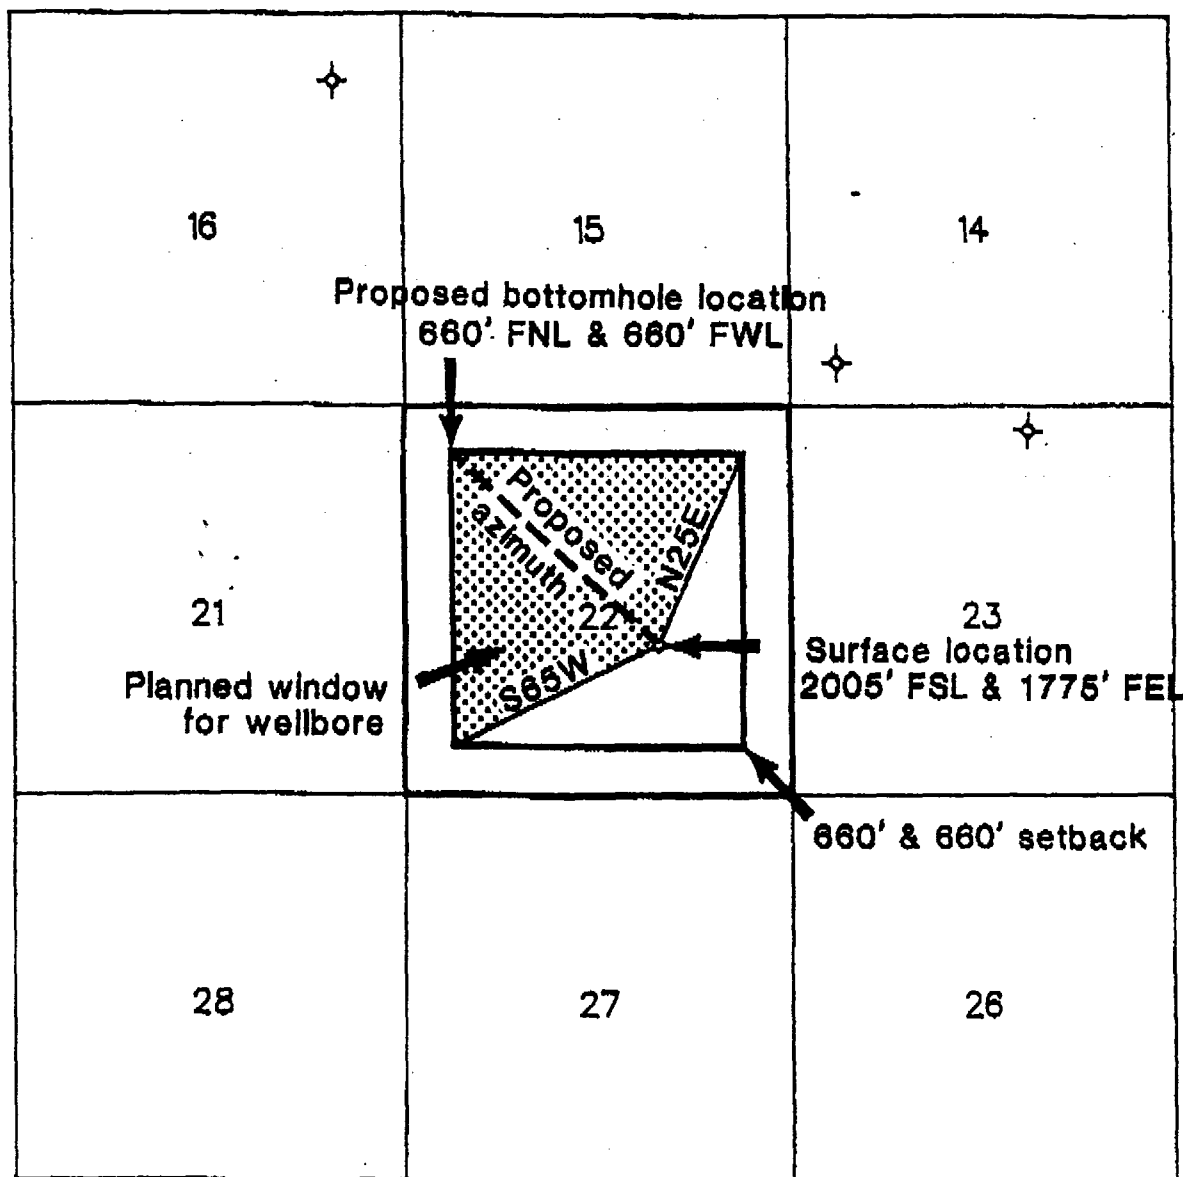 16
15
14
Proposed bottomhole location
660' FNL & 660' FWL
Proposed
azimuth
N25E
21
22
23
Surface location
2005' FSL & 1775' FEL
Planned window
for wellbore
S65W
660' & 660' setback
28
27
26